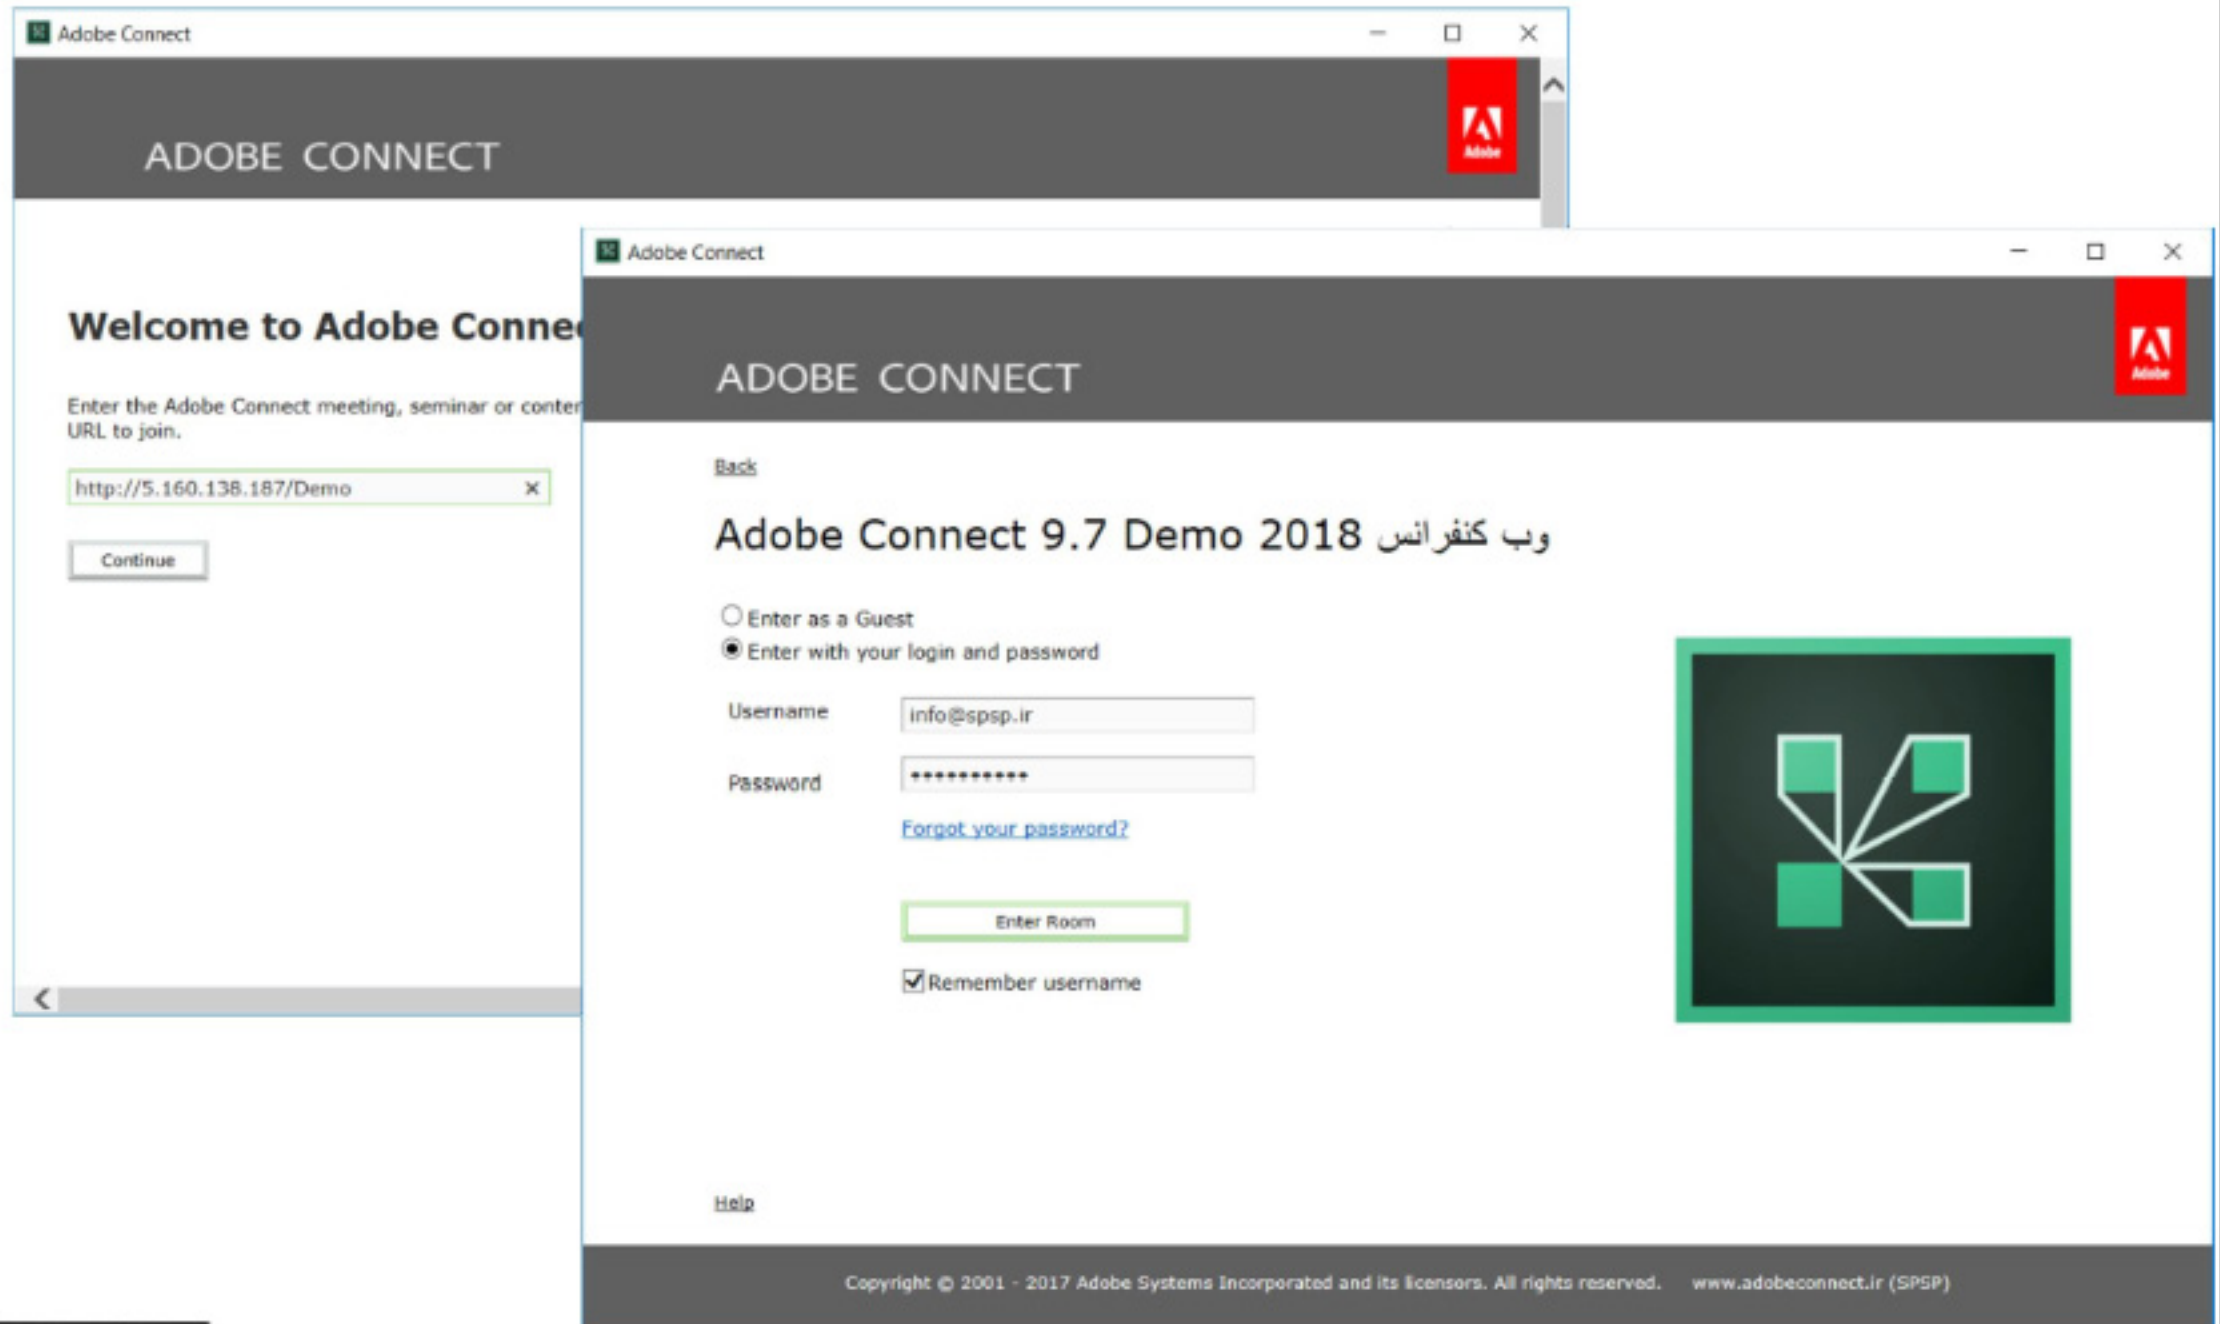 Adobe Connect
ADOBE CONNECT
Adobe
Welcome to Adobe
Enter the Adobe Connect meeting, seminar or
URL to join.
http://5.160.138.187/Demo
Continue
Adobe Connect
ADOBE CONNECT
Adobe
Back
Adobe Connect 9.7 Demo 2018 وب کنفرانس
Enter as a Guest
Enter with your login and password
Username
info@spsp.ir
Password
Forgot your password?
Enter Room
Remember username
Help
Copyright © 2001 - 2017 Adobe Systems Incorporated and its licensors. All rights reserved. www.adobeconnect.ir (SPSP)